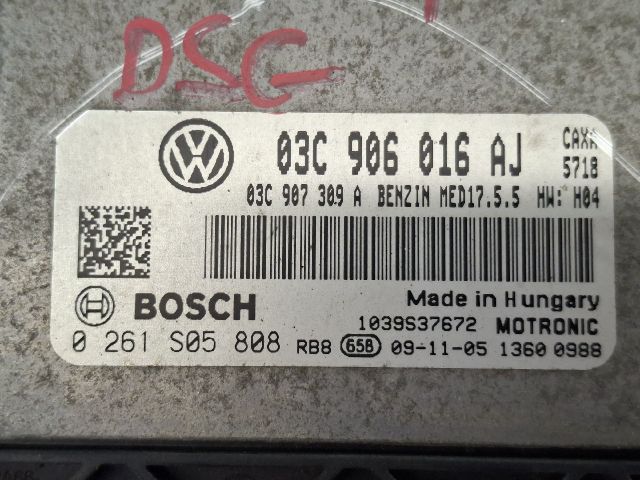 DSG
VW 03C 906 016 AJ CAXA
5718
03C 907 309 A BENZIN MED17.5.5 HW: H04
BOSCH Made in Hungary
1039S37672 MOTRONIC
0 261 S05 808 RB8 658 09-11-05 1360 0988